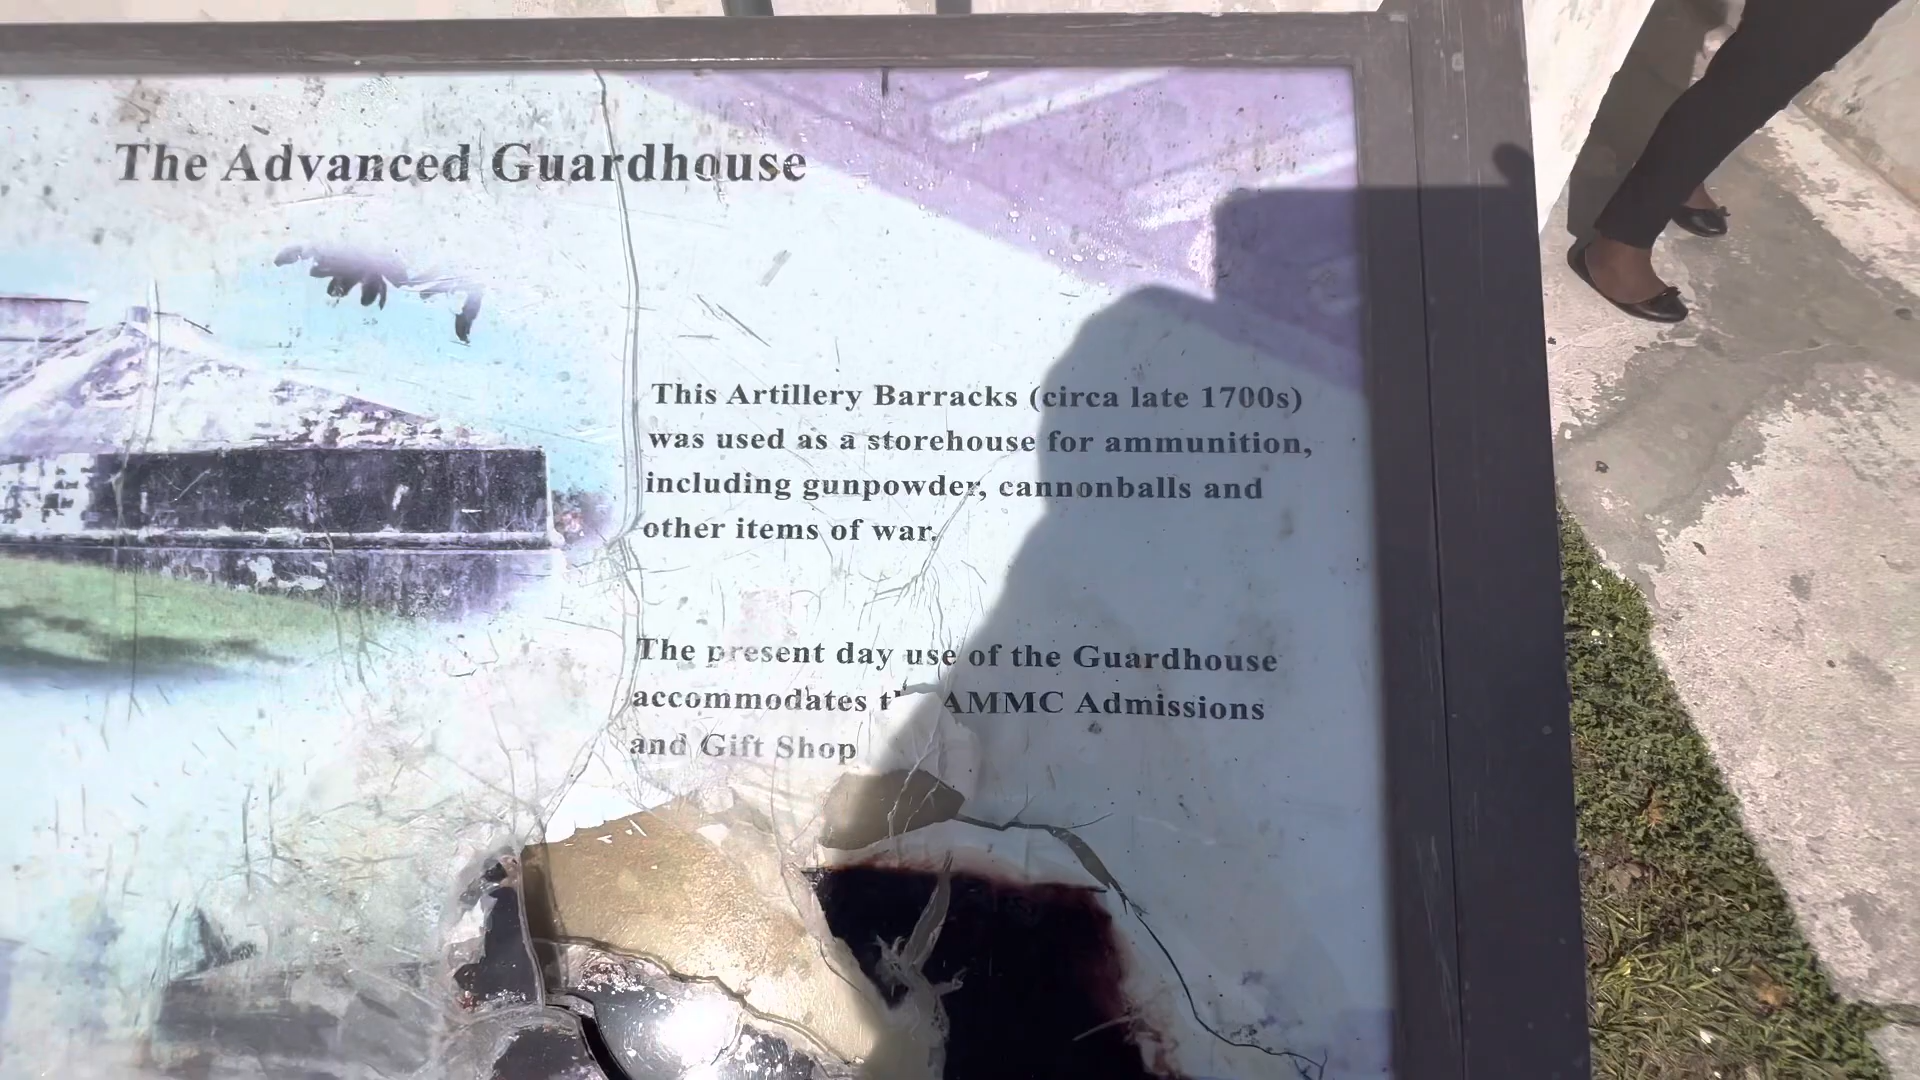 The Advanced Guardhouse
This Artillery Barracks (circa late 1700s)
was used as a storehouse for ammunition,
including gunpowder, cannonballs and
other items of war.
The present day use of the Guardhouse
accommodates AMMC Admissions
and Gift Shop